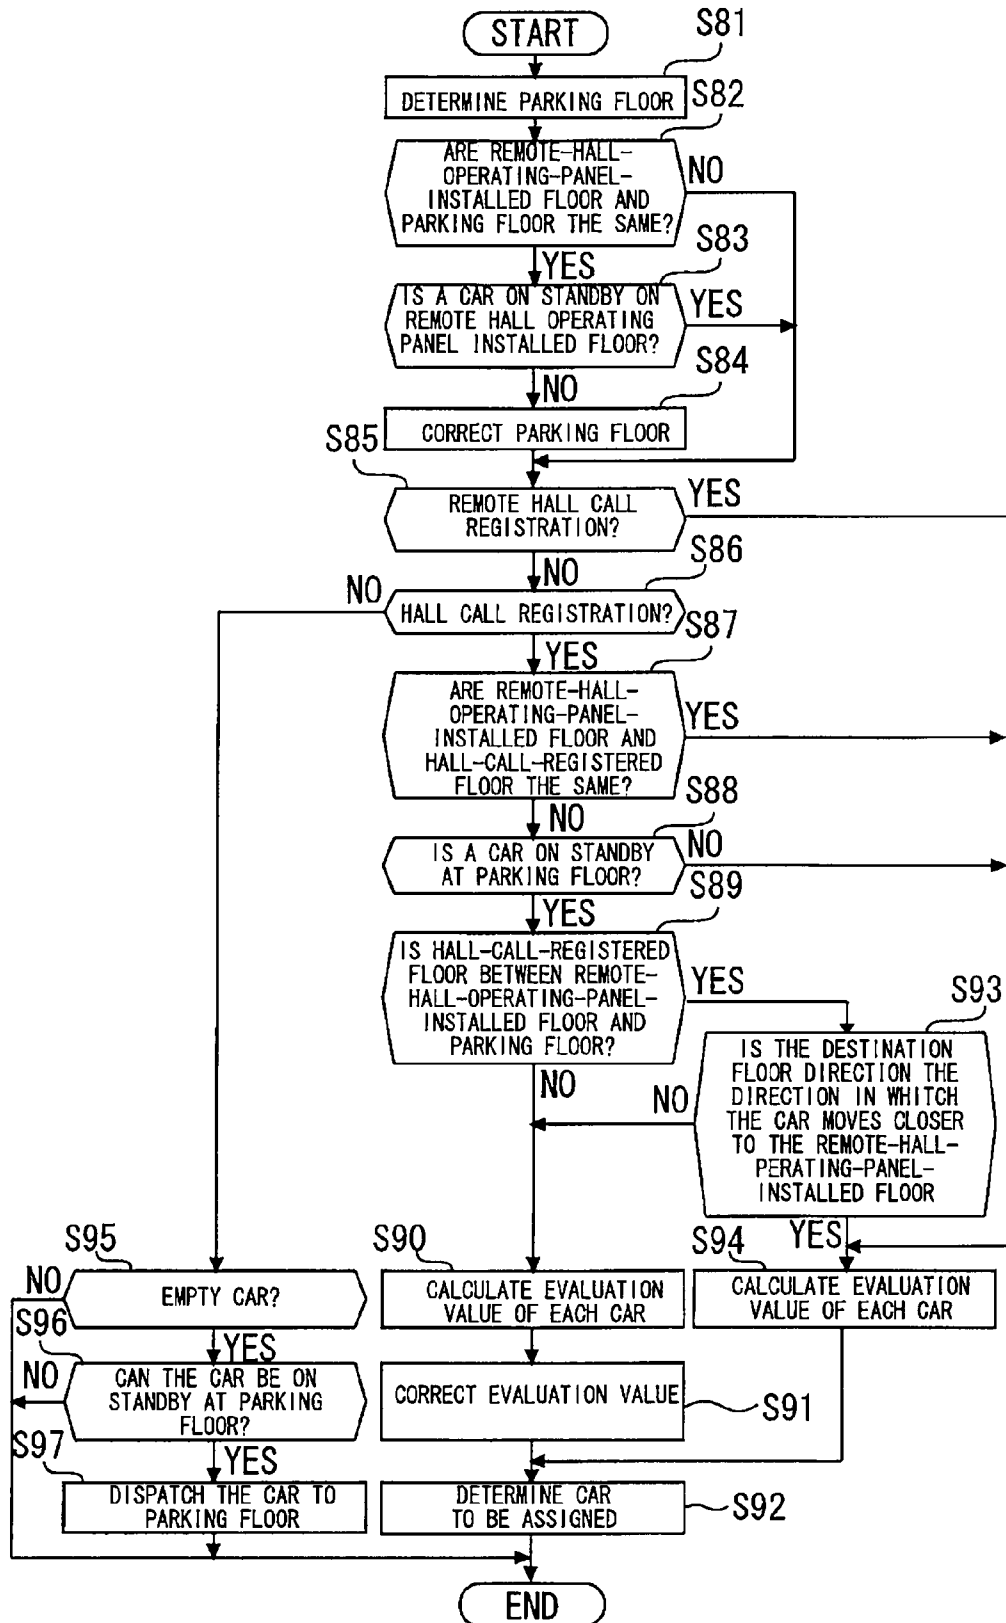 START
S81
DETERMINE PARKING FLOOR
S82
ARE REMOTE-HALL-
OPERATING-PANEL-
INSTALLED FLOOR AND
PARKING FLOOR THE SAME?
NO
YES
S83
IS A CAR ON STANDBY ON
REMOTE HALL OPERATING
PANEL INSTALLED FLOOR?
YES
NO
S84
CORRECT PARKING FLOOR
S85
REMOTE HALL CALL
REGISTRATION?
YES
NO
S86
HALL CALL REGISTRATION?
NO
YES
S87
ARE REMOTE-HALL-
OPERATING-PANEL-
INSTALLED FLOOR AND
HALL-CALL-REGISTERED
FLOOR THE SAME?
YES
NO
S88
IS A CAR ON STANDBY
AT PARKING FLOOR?
NO
YES
S89
IS HALL-CALL-REGISTERED
FLOOR BETWEEN REMOTE-
HALL-OPERATING-PANEL-
INSTALLED FLOOR AND
PARKING FLOOR?
YES
NO
S93
IS THE DESTINATION
FLOOR DIRECTION THE
DIRECTION IN WHITCH
THE CAR MOVES CLOSER
TO THE REMOTE-HALL-
PERATING-PANEL-
INSTALLED FLOOR
NO
YES
S95
EMPTY CAR?
NO
YES
S90
CALCULATE EVALUATION
VALUE OF EACH CAR
S94
CALCULATE EVALUATION
VALUE OF EACH CAR
S96
CAN THE CAR BE ON
STANDBY AT PARKING
FLOOR?
NO
YES
CORRECT EVALUATION VALUE
S91
S97
DISPATCH THE CAR TO
PARKING FLOOR
DETERMINE CAR
TO BE ASSIGNED
S92
END